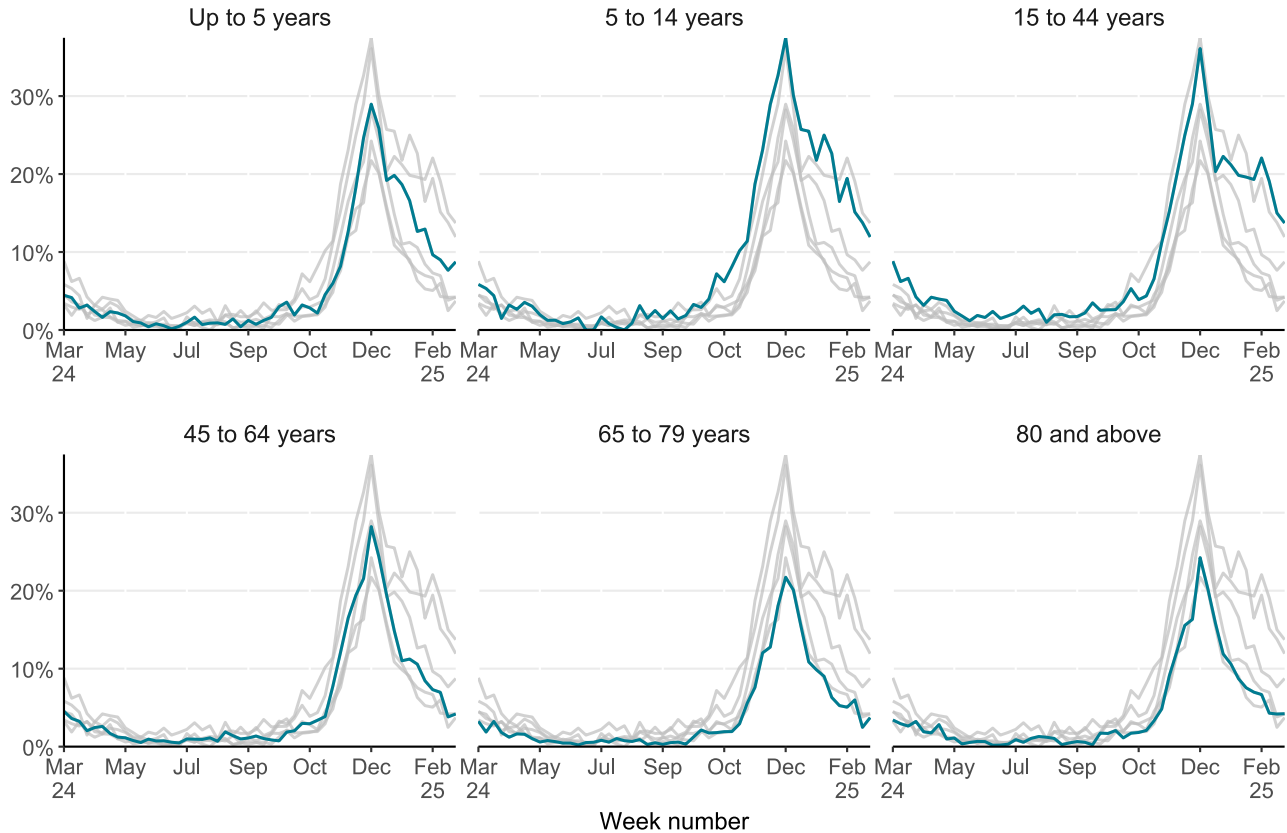 Up to 5 years
5 to 14 years
15 to 44 years
30%
20%
10%
0%
Mar May Jul Sep Oct Dec Feb
24 25
Mar May Jul Sep Oct Dec Feb
24 25
Mar May Jul Sep Oct Dec Feb
24 25
45 to 64 years
65 to 79 years
80 and above
30%
20%
10%
0%
Mar May Jul Sep Oct Dec Feb
24 25
Mar May Jul Sep Oct Dec Feb
24 25
Mar May Jul Sep Oct Dec Feb
24 25
Week number